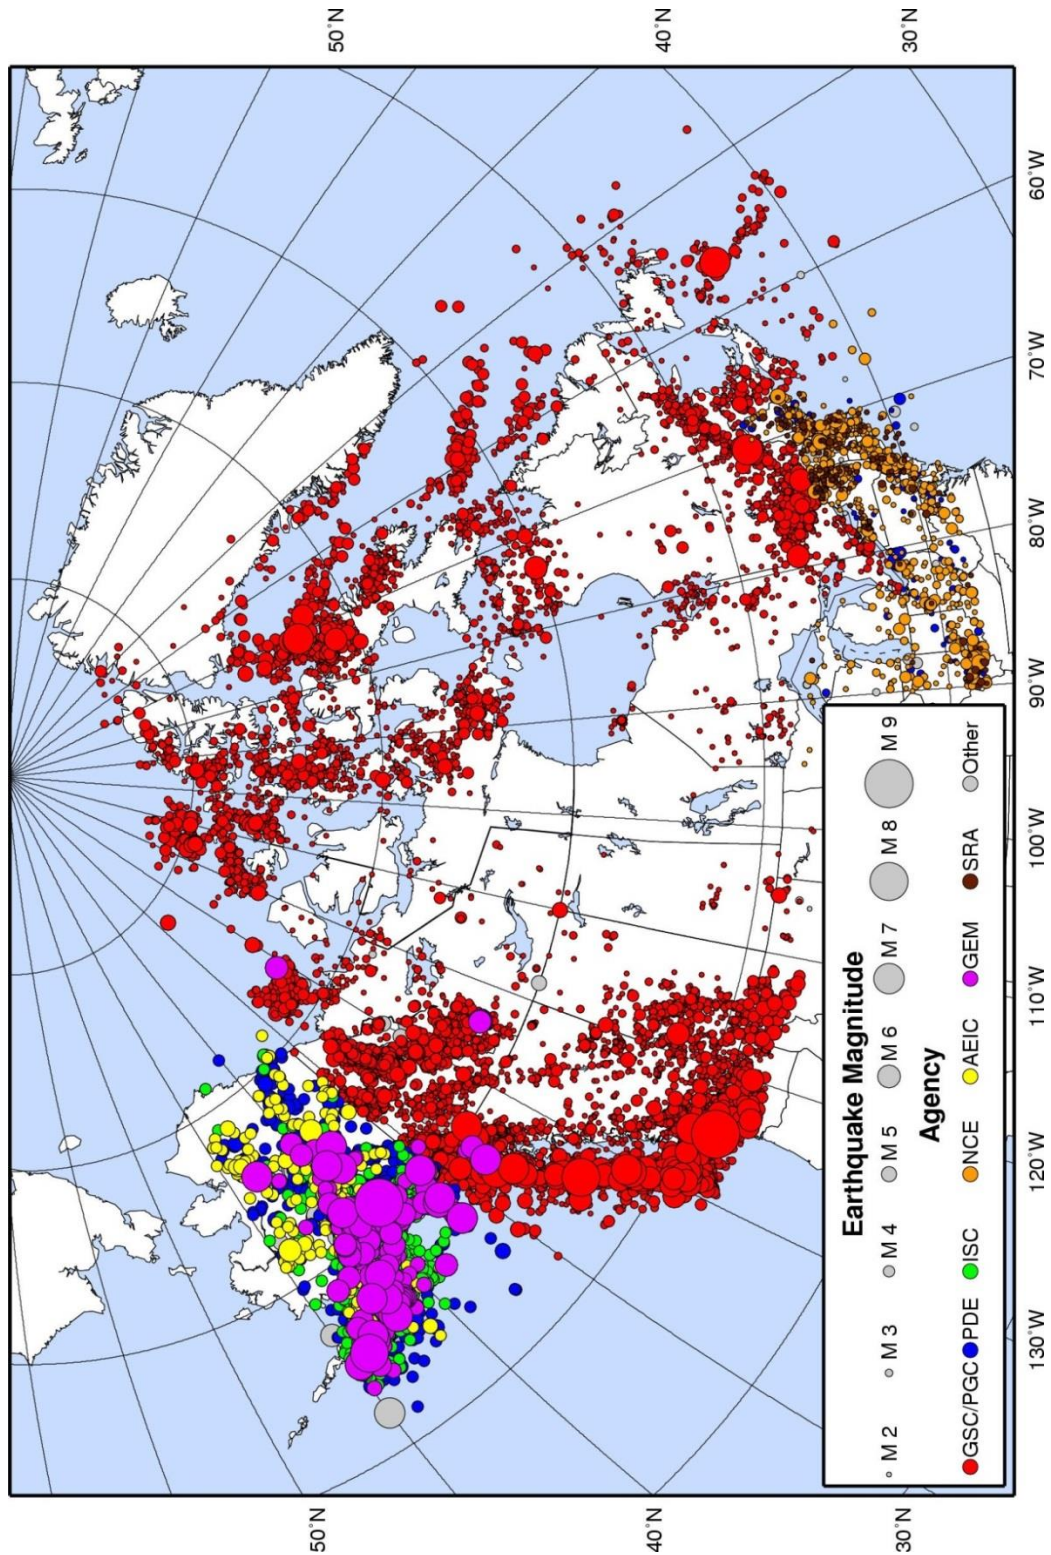 50˚N
40˚N
30˚N
Earthquake Magnitude
M 2 M 3 M 4 M 5 M 6 M 7 M 8 M 9
Agency
GSC/PGC PDE ISC NCE AEIC GEM SRA Other
50˚N
40˚N
30˚N
130˚W
120˚W
110˚W
100˚W
90˚W
80˚W
70˚W
60˚W